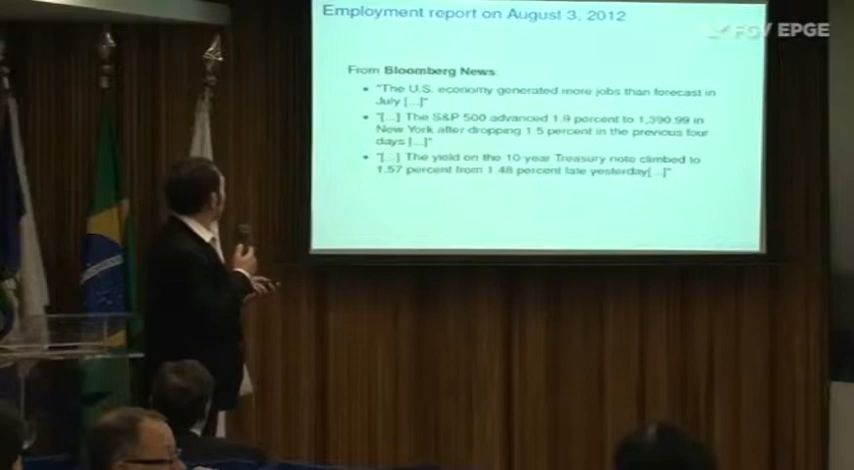 Employment report on August 3, 2012
FGV EPGE
From Bloomberg News:
• "The U.S. economy generated more jobs than forecast in
July [...]"
• "[...] The S&P 500 advanced 1.9 percent to 1,390.99 in
New York after dropping 1.5 percent in the previous four
days [...]"
• "[...] The yield on the 10-year Treasury note climbed to
1.57 percent from 1.48 percent late yesterday[...]"